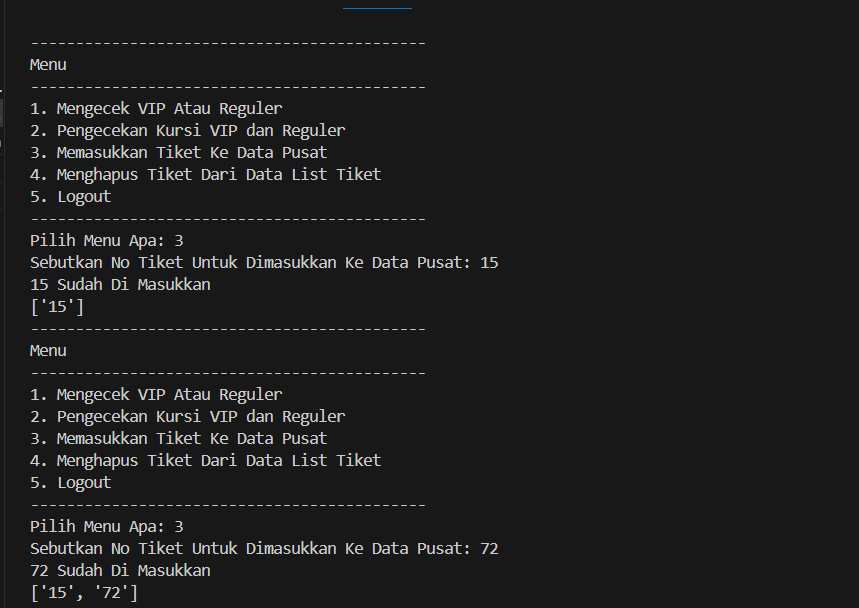 --------------------------------------------
Menu
--------------------------------------------
1. Mengecek VIP Atau Reguler
2. Pengecekan Kursi VIP dan Reguler
3. Memasukkan Tiket Ke Data Pusat
4. Menghapus Tiket Dari Data List Tiket
5. Logout
--------------------------------------------
Pilih Menu Apa: 3
Sebutkan No Tiket Untuk Dimasukkan Ke Data Pusat: 15
15 Sudah Di Masukkan
['15']
--------------------------------------------
Menu
--------------------------------------------
1. Mengecek VIP Atau Reguler
2. Pengecekan Kursi VIP dan Reguler
3. Memasukkan Tiket Ke Data Pusat
4. Menghapus Tiket Dari Data List Tiket
5. Logout
--------------------------------------------
Pilih Menu Apa: 3
Sebutkan No Tiket Untuk Dimasukkan Ke Data Pusat: 72
72 Sudah Di Masukkan
['15', '72']